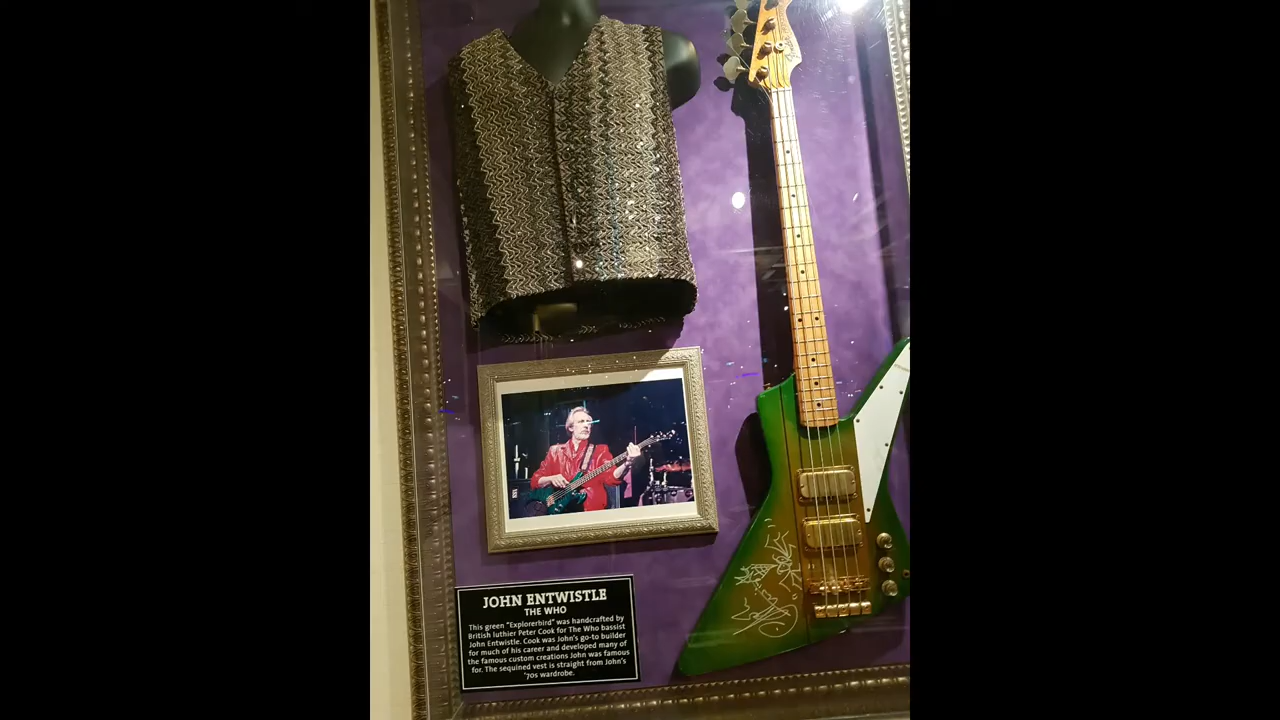 JOHN ENTWISTLE
THE WHO
This green "Explorerbird" was handcrafted by
British luthier Peter Cook for The Who bassist
John Entwistle. Cook was John's go-to builder
for much of his career and developed many of
the famous custom creations John was famous
for. The sequined vest is straight from John's
'70s wardrobe.